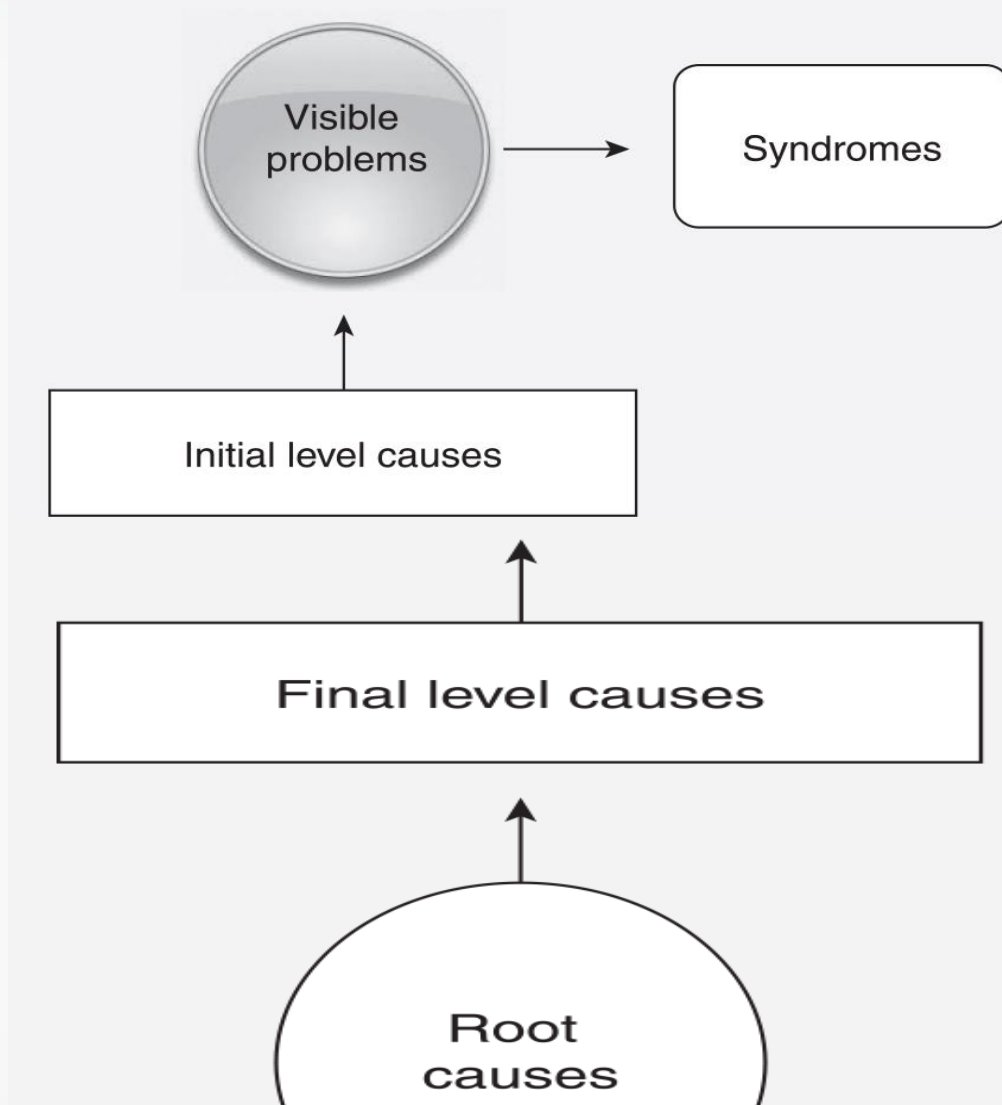 Visible
problems
Syndromes
Initial level causes
Final level causes
Root
causes